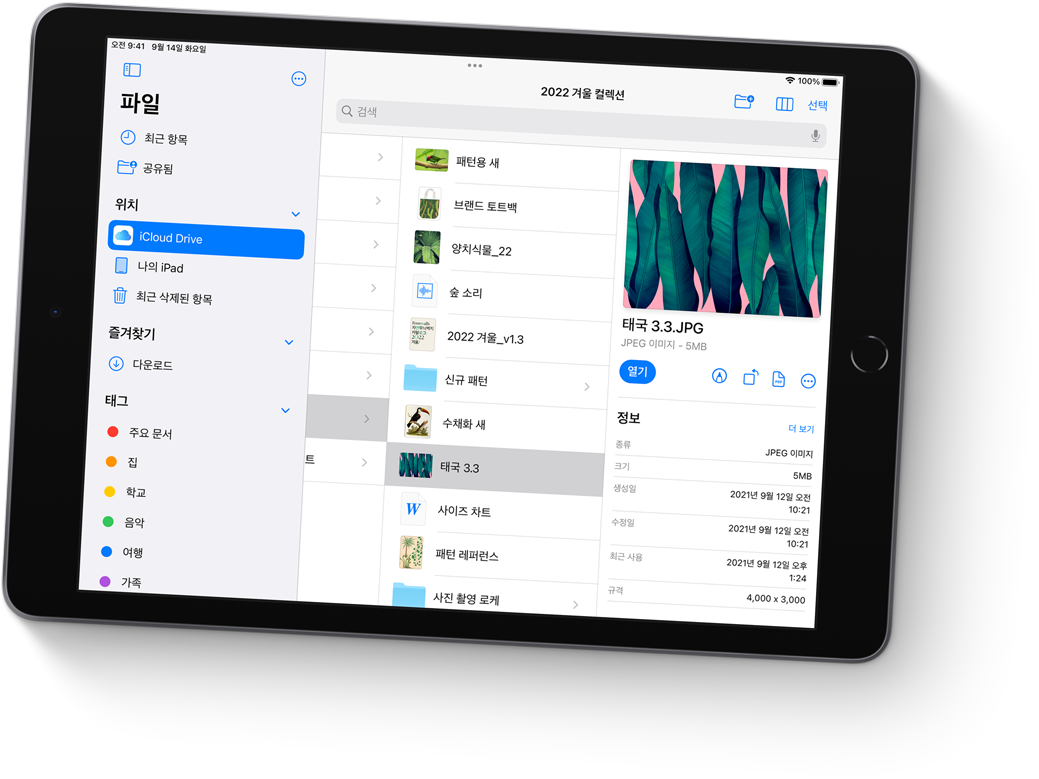 오전 9:41 9월 14일 화요일
100%
파일
최근 항목
공유됨
위치
iCloud Drive
나의 iPad
최근 삭제된 항목
즐겨찾기
다운로드
태그
주요 문서
집
학교
음악
여행
가족
2022 겨울 컬렉션
선택
검색
트
패턴용 새
브랜드 토트백
양치식물_22
숲 소리
2022 겨울_v1.3
신규 패턴
수채화 새
태국 3.3
W
사이즈 차트
패턴 레퍼런스
사진 촬영 로케
태국 3.3.JPG
JPEG 이미지 - 5MB
열기
PDF
정보
더 보기
종류
JPEG 이미지
크기
5MB
생성일
2021년 9월 12일 오전
10:21
수정일
2021년 9월 12일 오전
10:21
최근 사용
2021년 9월 12일 오후
1:24
규격
4,000 x 3,000